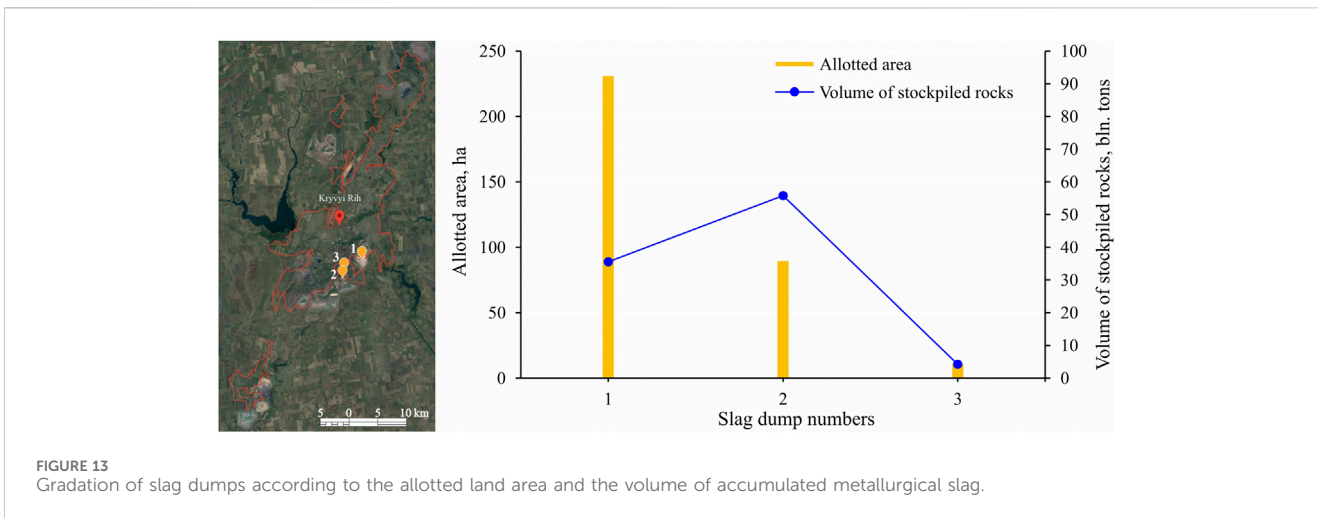 Kryvyi Rih
1
3
2
5 0 5 10 km
Allotted area
Volume of stockpiled rocks
250
200
150
100
50
0
Allotted area, ha
100
90
80
70
60
50
40
30
20
10
0
Volume of stockpiled rocks, bln. tons
1 2 3
Slag dump numbers
FIGURE 13
Gradation of slag dumps according to the allotted land area and the volume of accumulated metallurgical slag.